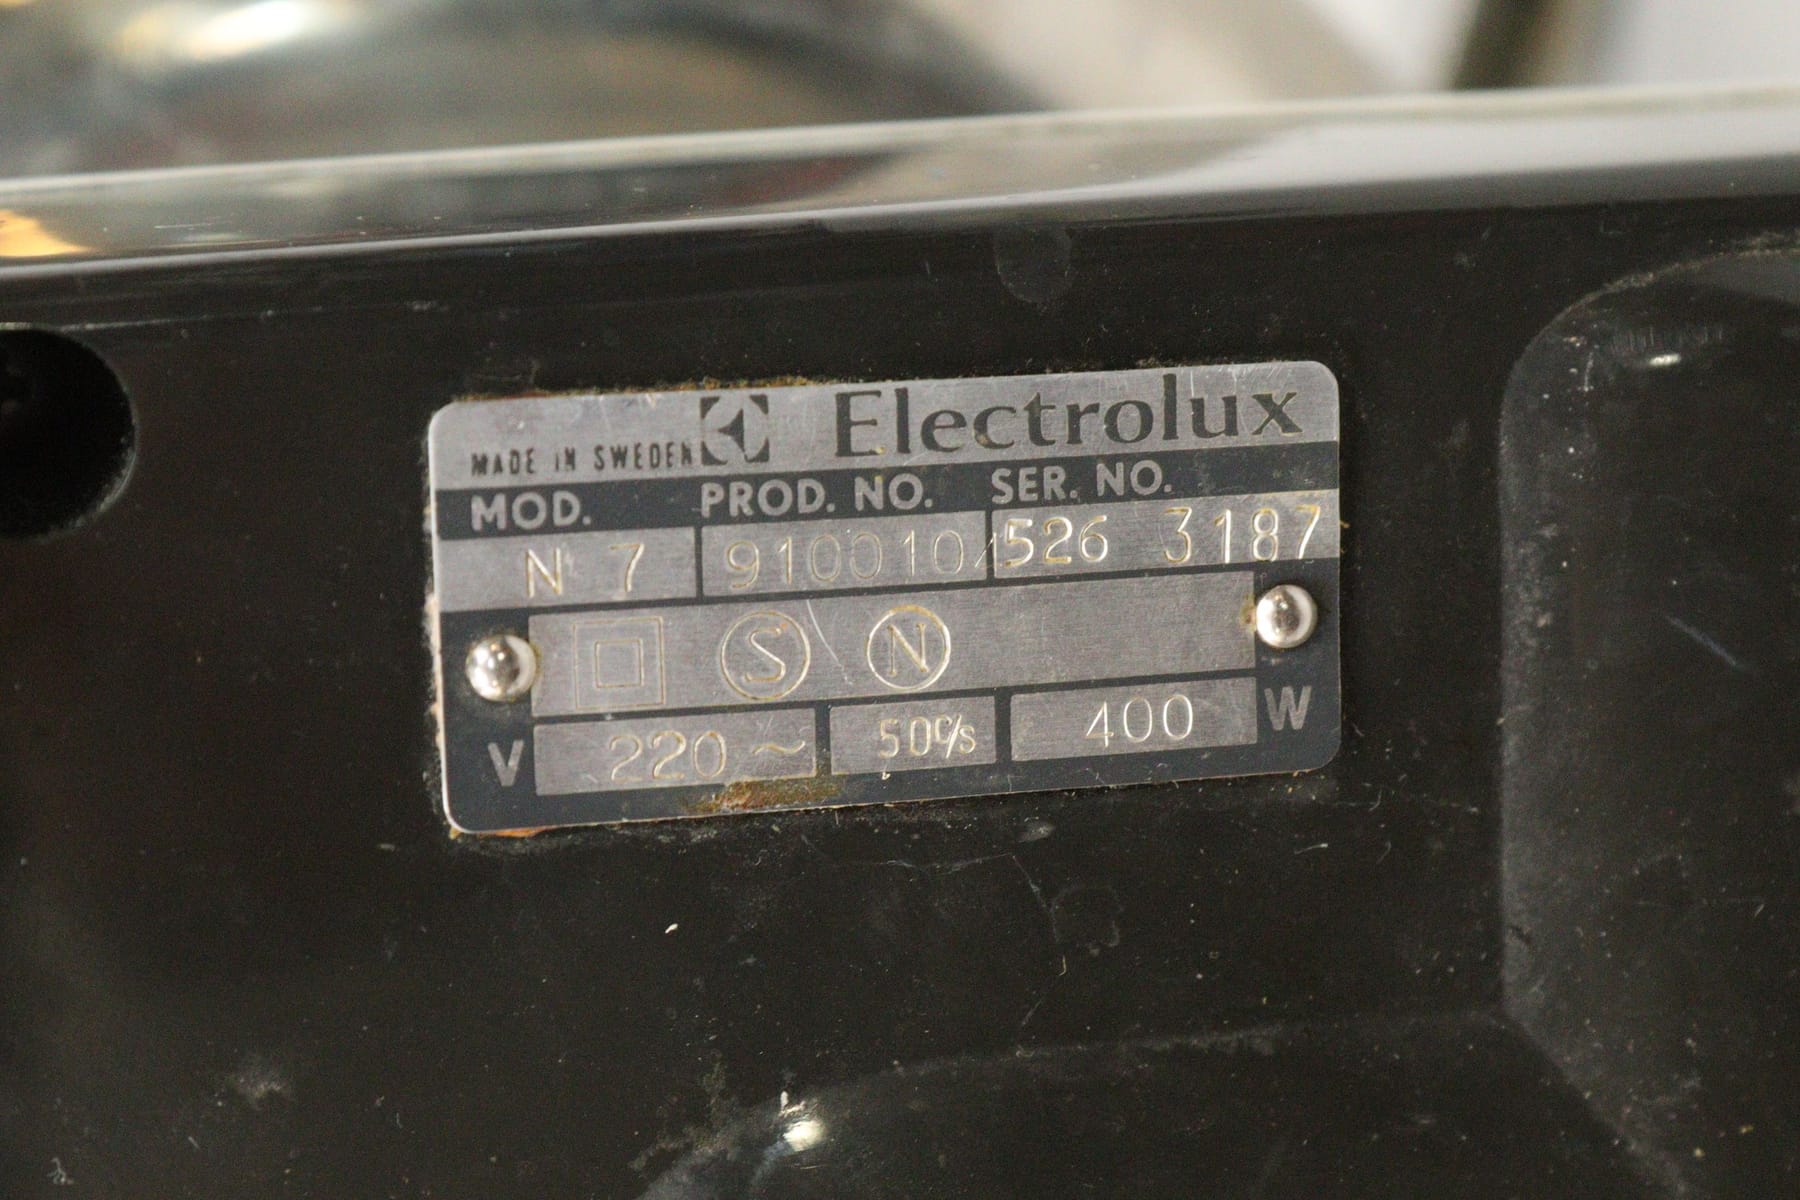 MADE IN SWEDEN Electrolux
MOD. PROD. NO. SER. NO.
N 7 910010/ 526 3187
S N
V 220 ~ 50c/s 400 W